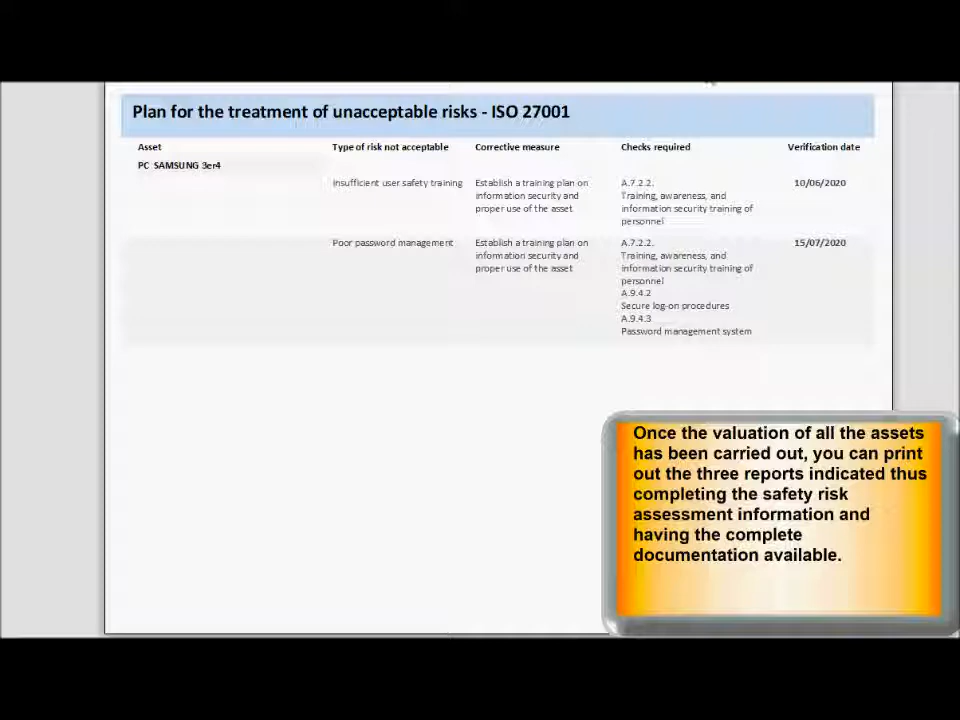 Plan for the treatment of unacceptable risks - ISO 27001
Asset Type of risk not acceptable Corrective measure Checks required Verification date
PC SAMSUNG 3er4
Insufficient user safety training Establish a training plan on A.7.2.2. 10/06/2020
information security and Training, awareness, and
proper use of the asset information security training of
personnel
Poor password management Establish a training plan on A.7.2.2. 15/07/2020
information security and Training, awareness, and
proper use of the asset information security training of
personnel
A.9.4.2
Secure log-on procedures
A.9.4.3
Password management system
Once the valuation of all the assets
has been carried out, you can print
out the three reports indicated thus
completing the safety risk
assessment information and
having the complete
documentation available.